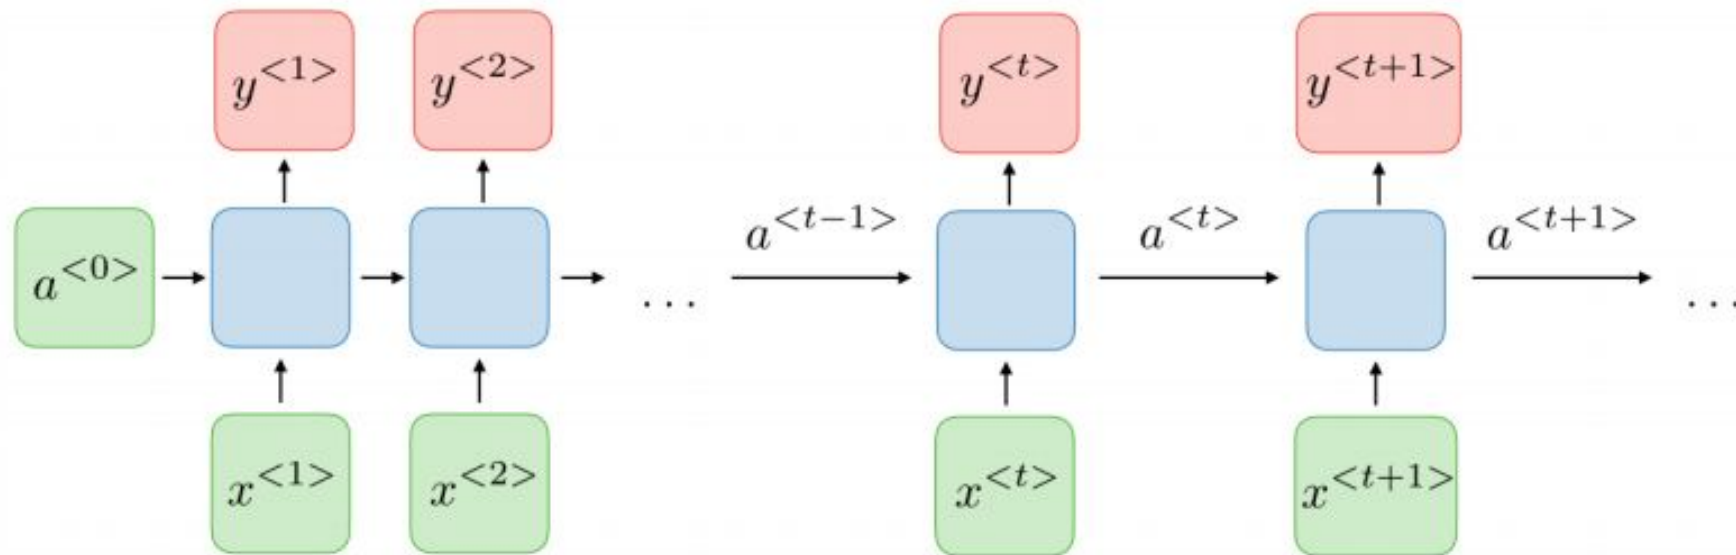 y^{<1>} y^{<2>} y^{<t>} y^{<t+1>}
a^{<0>} ... a^{<t-1>} a^{<t>} a^{<t+1>} ...
x^{<1>} x^{<2>} x^{<t>} x^{<t+1>}